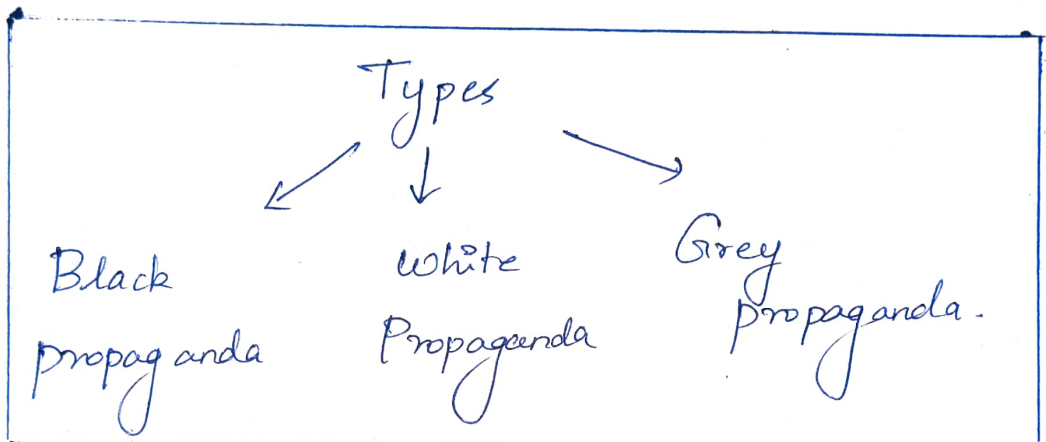 Types
Black
propaganda
white
Propaganda
Grey
propaganda.